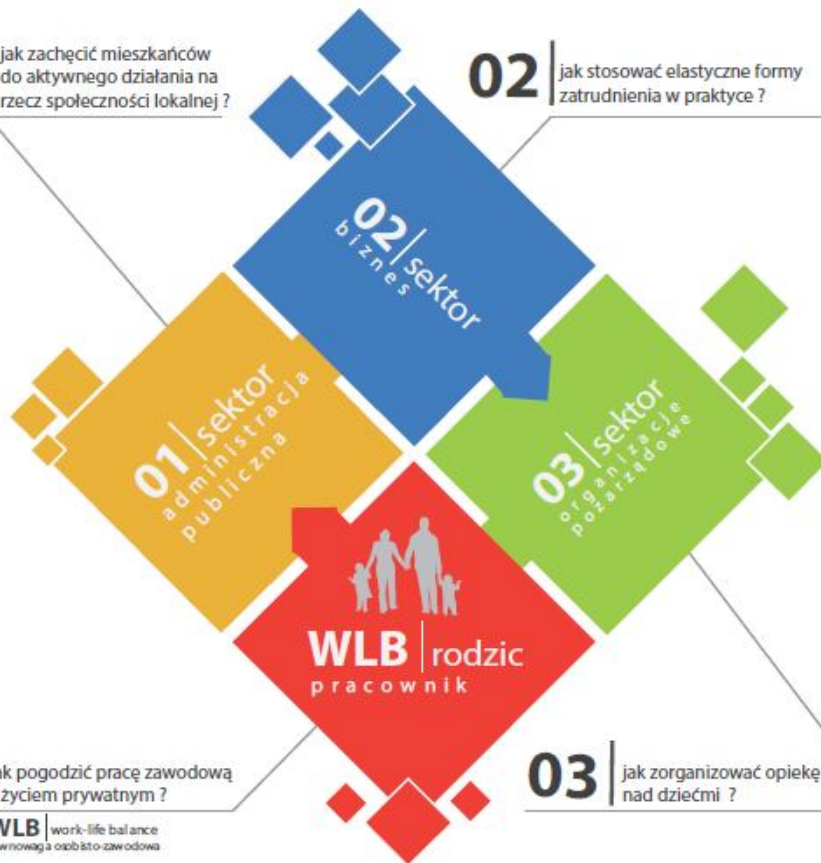 jak zachęcić mieszkańców
do aktywnego działania na
rzecz społeczności lokalnej ?
02
jak stosować elastyczne formy
zatrudnienia w praktyce ?
02 sektor
biznes
01 sektor
administracja
publiczna
03 sektor
organizacje
pozarządowe
WLB rodzic
pracownik
pogodzić pracę zawodową
życiem prywatnym ?
WLB work-life balance
osobisto-zawodowa
03
jak zorganizować opiekę
nad dziećmi ?